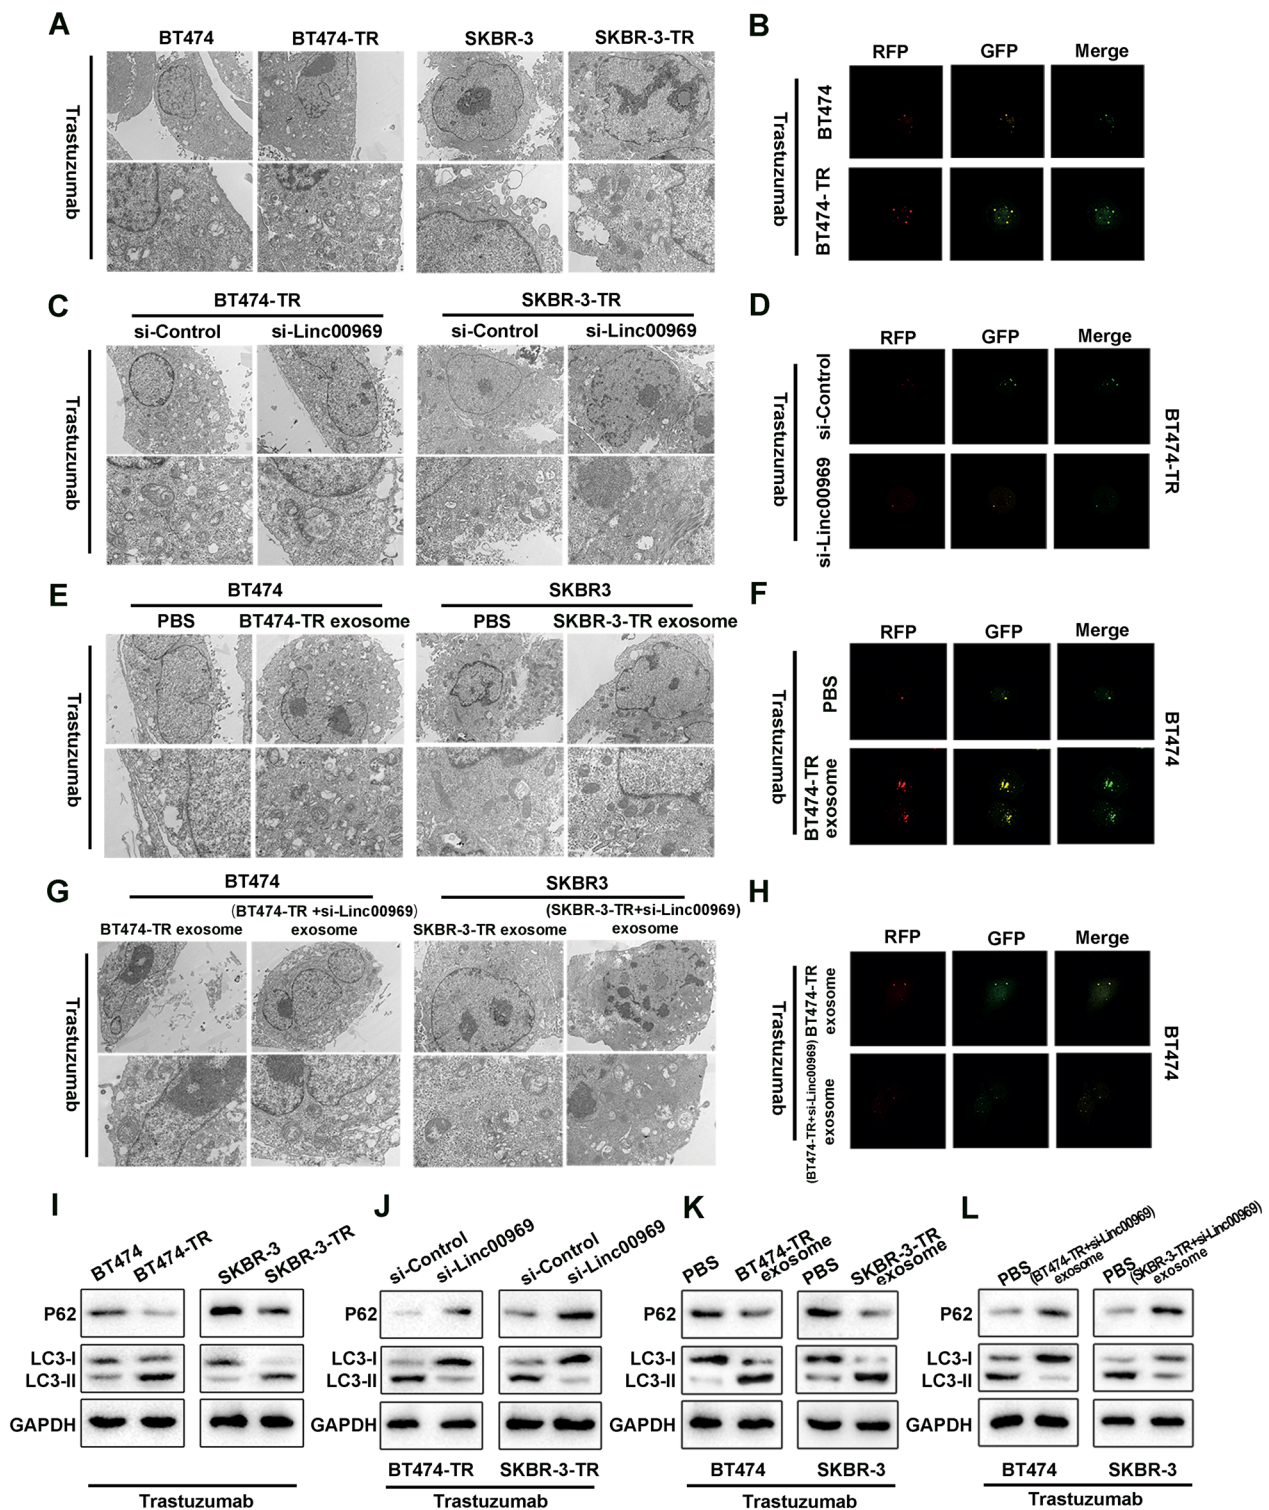 A
BT474 BT474-TR SKBR-3 SKBR-3-TR
Trastuzumab
B
RFP GFP Merge
Trastuzumab
BT474
BT474-TR
C
BT474-TR SKBR-3-TR
si-Control si-Linc00969 si-Control si-Linc00969
Trastuzumab
D
RFP GFP Merge
Trastuzumab
si-Control
si-Linc00969
BT474-TR
E
BT474 SKBR3
PBS BT474-TR exosome PBS SKBR-3-TR exosome
Trastuzumab
F
RFP GFP Merge
Trastuzumab
PBS
BT474-TR
exosome
BT474
G
BT474 SKBR3
(BT474-TR +si-Linc00969) (SKBR-3-TR+si-Linc00969)
BT474-TR exosome exosome SKBR-3-TR exosome exosome
Trastuzumab
H
RFP GFP Merge
Trastuzumab
BT474-TR
exosome
(BT474-TR+si-Linc00969)
exosome
BT474
I
BT474 BT474-TR SKBR-3 SKBR-3-TR
P62
LC3-I
LC3-II
GAPDH
Trastuzumab
J
si-Control si-Linc00969 si-Control si-Linc00969
P62
LC3-I
LC3-II
GAPDH
BT474-TR SKBR-3-TR
Trastuzumab
K
PBS BT474-TR exosome PBS SKBR-3-TR exosome
P62
LC3-I
LC3-II
GAPDH
BT474 SKBR-3
Trastuzumab
L
PBS (BT474-TR+si-Linc00969) exosome PBS (SKBR-3-TR+si-Linc00969) exosome
P62
LC3-I
LC3-II
GAPDH
BT474 SKBR-3
Trastuzumab